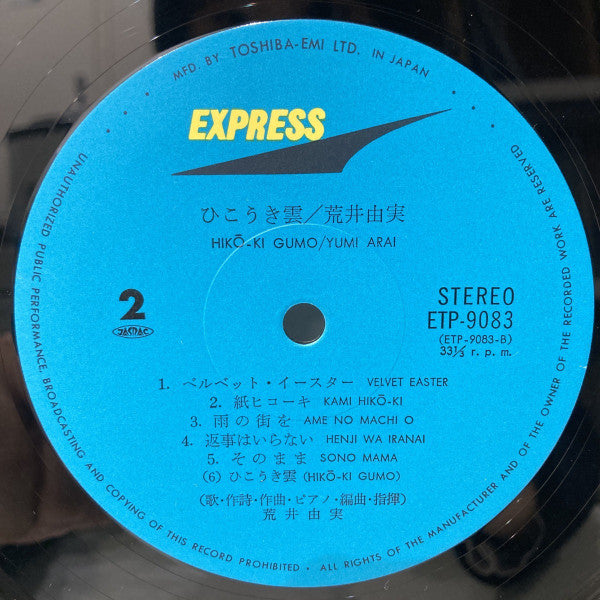 MFD. BY TOSHIBA-EMI LTD. IN JAPAN
EXPRESS
ひこうき雲/荒井由実
HIKŌ-KI GUMO/YUMI ARAI
2
JASRAC
STEREO
ETP-9083
(ETP-9083-B)
33⅓ r. p. m.
1. ベルベット・イースター VELVET EASTER
2. 紙ヒコーキ KAMI HIKŌ-KI
3. 雨の街を AME NO MACHI O
4. 返事はいらない HENJI WA IRANAI
5. そのまま SONO MAMA
(6) ひこうき雲 (HIKŌ-KI GUMO)
(歌・作詩・作曲・ピアノ・編曲・指揮)
荒井由実
UNAUTHORIZED PUBLIC PERFORMANCE, BROADCASTING AND COPYING OF THIS RECORD PROHIBITED • ALL RIGHTS OF THE MANUFACTURER AND OF THE OWNER OF THE RECORDED WORK ARE RESERVED